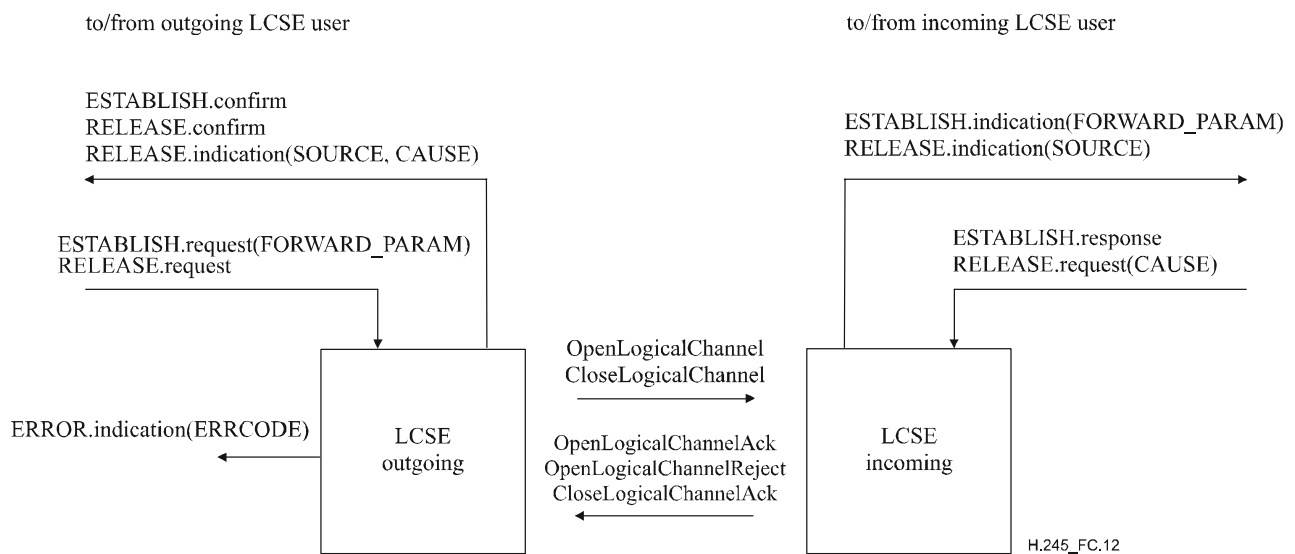 to/from outgoing LCSE user
to/from incoming LCSE user
ESTABLISH.confirm
RELEASE.confirm
RELEASE.indication(SOURCE, CAUSE)
ESTABLISH.indication(FORWARD_PARAM)
RELEASE.indication(SOURCE)
ESTABLISH.request(FORWARD_PARAM)
RELEASE.request
ESTABLISH.response
RELEASE.request(CAUSE)
OpenLogicalChannel
CloseLogicalChannel
ERROR.indication(ERRCODE)
LCSE
outgoing
OpenLogicalChannelAck
OpenLogicalChannelReject
CloseLogicalChannelAck
LCSE
incoming
H.245_FC.12